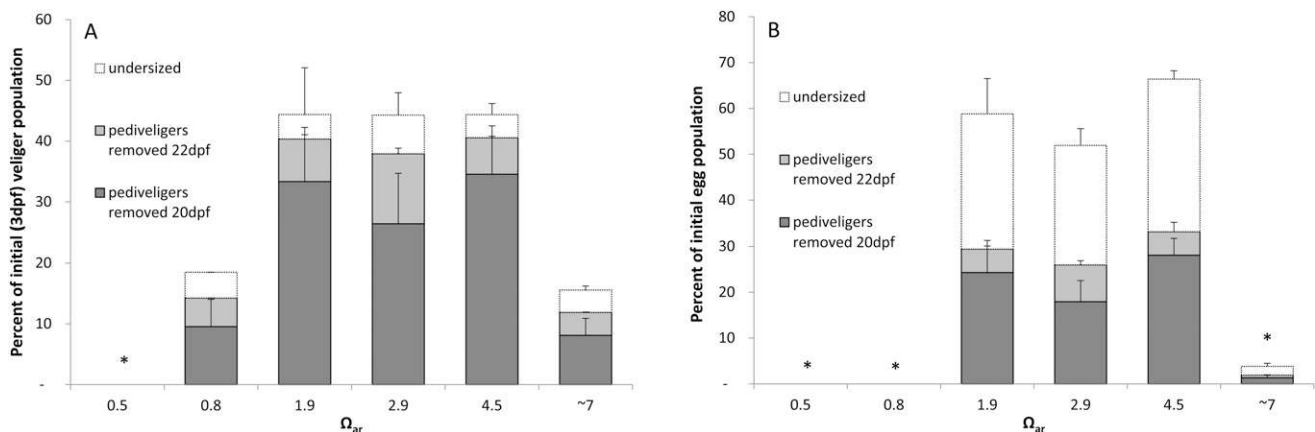 A
Percent of initial (3dpf) veliger population
60
50
40
30
20
10
-
undersized
pediveligers
removed 22dpf
pediveligers
removed 20dpf
*
0.5
0.8
1.9
2.9
4.5
~7
Ωar
B
Percent of initial egg population
80
70
60
50
40
30
20
10
-
undersized
pediveligers
removed 22dpf
pediveligers
removed 20dpf
*
*
*
0.5
0.8
1.9
2.9
4.5
~7
Ωar